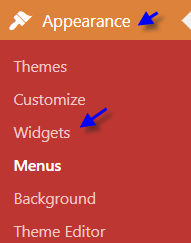 Appearance
Themes
Customize
Widgets
Menus
Background
Theme Editor